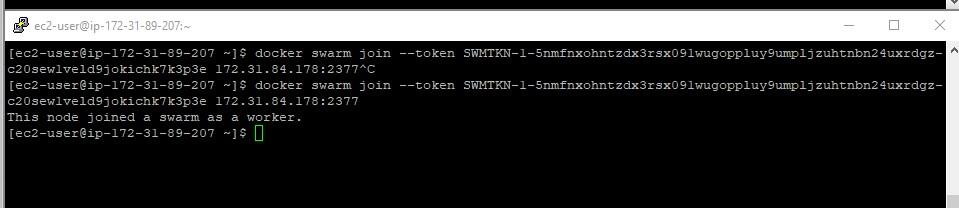 ec2-user@ip-172-31-89-207:~
[ec2-user@ip-172-31-89-207 ~]$ docker swarm join --token SWMTKN-1-5nmfnxohntzdx3rsx091wugoppluy9umpljzuhtnbn24uxrdgz-
c20sew1veld9jokichk7k3p3e 172.31.84.178:2377^C
[ec2-user@ip-172-31-89-207 ~]$ docker swarm join --token SWMTKN-1-5nmfnxohntzdx3rsx091wugoppluy9umpljzuhtnbn24uxrdgz-
c20sew1veld9jokichk7k3p3e 172.31.84.178:2377
This node joined a swarm as a worker.
[ec2-user@ip-172-31-89-207 ~]$